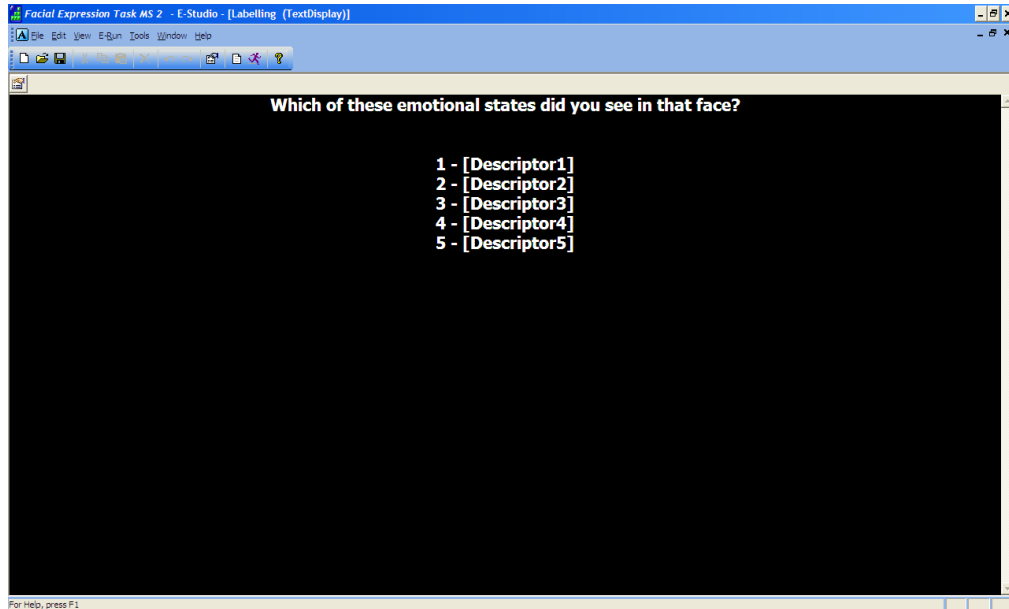 Facial Expression Task MS 2 - E-Studio - [Labelling (TextDisplay)]
File Edit View E-Run Tools Window Help
Which of these emotional states did you see in that face?
1 - [Descriptor1]
2 - [Descriptor2]
3 - [Descriptor3]
4 - [Descriptor4]
5 - [Descriptor5]
For Help, press F1